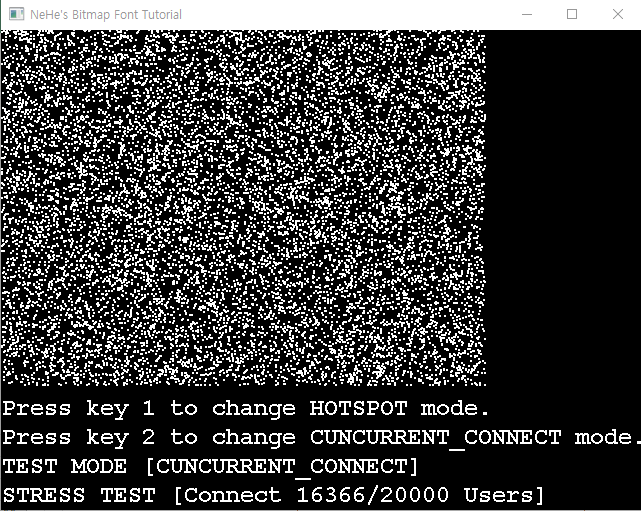 NeHe's Bitmap Font Tutorial
Press key 1 to change HOTSPOT mode.
Press key 2 to change CUNCURRENT_CONNECT mode.
TEST MODE [CUNCURRENT_CONNECT]
STRESS TEST [Connect 16366/20000 Users]